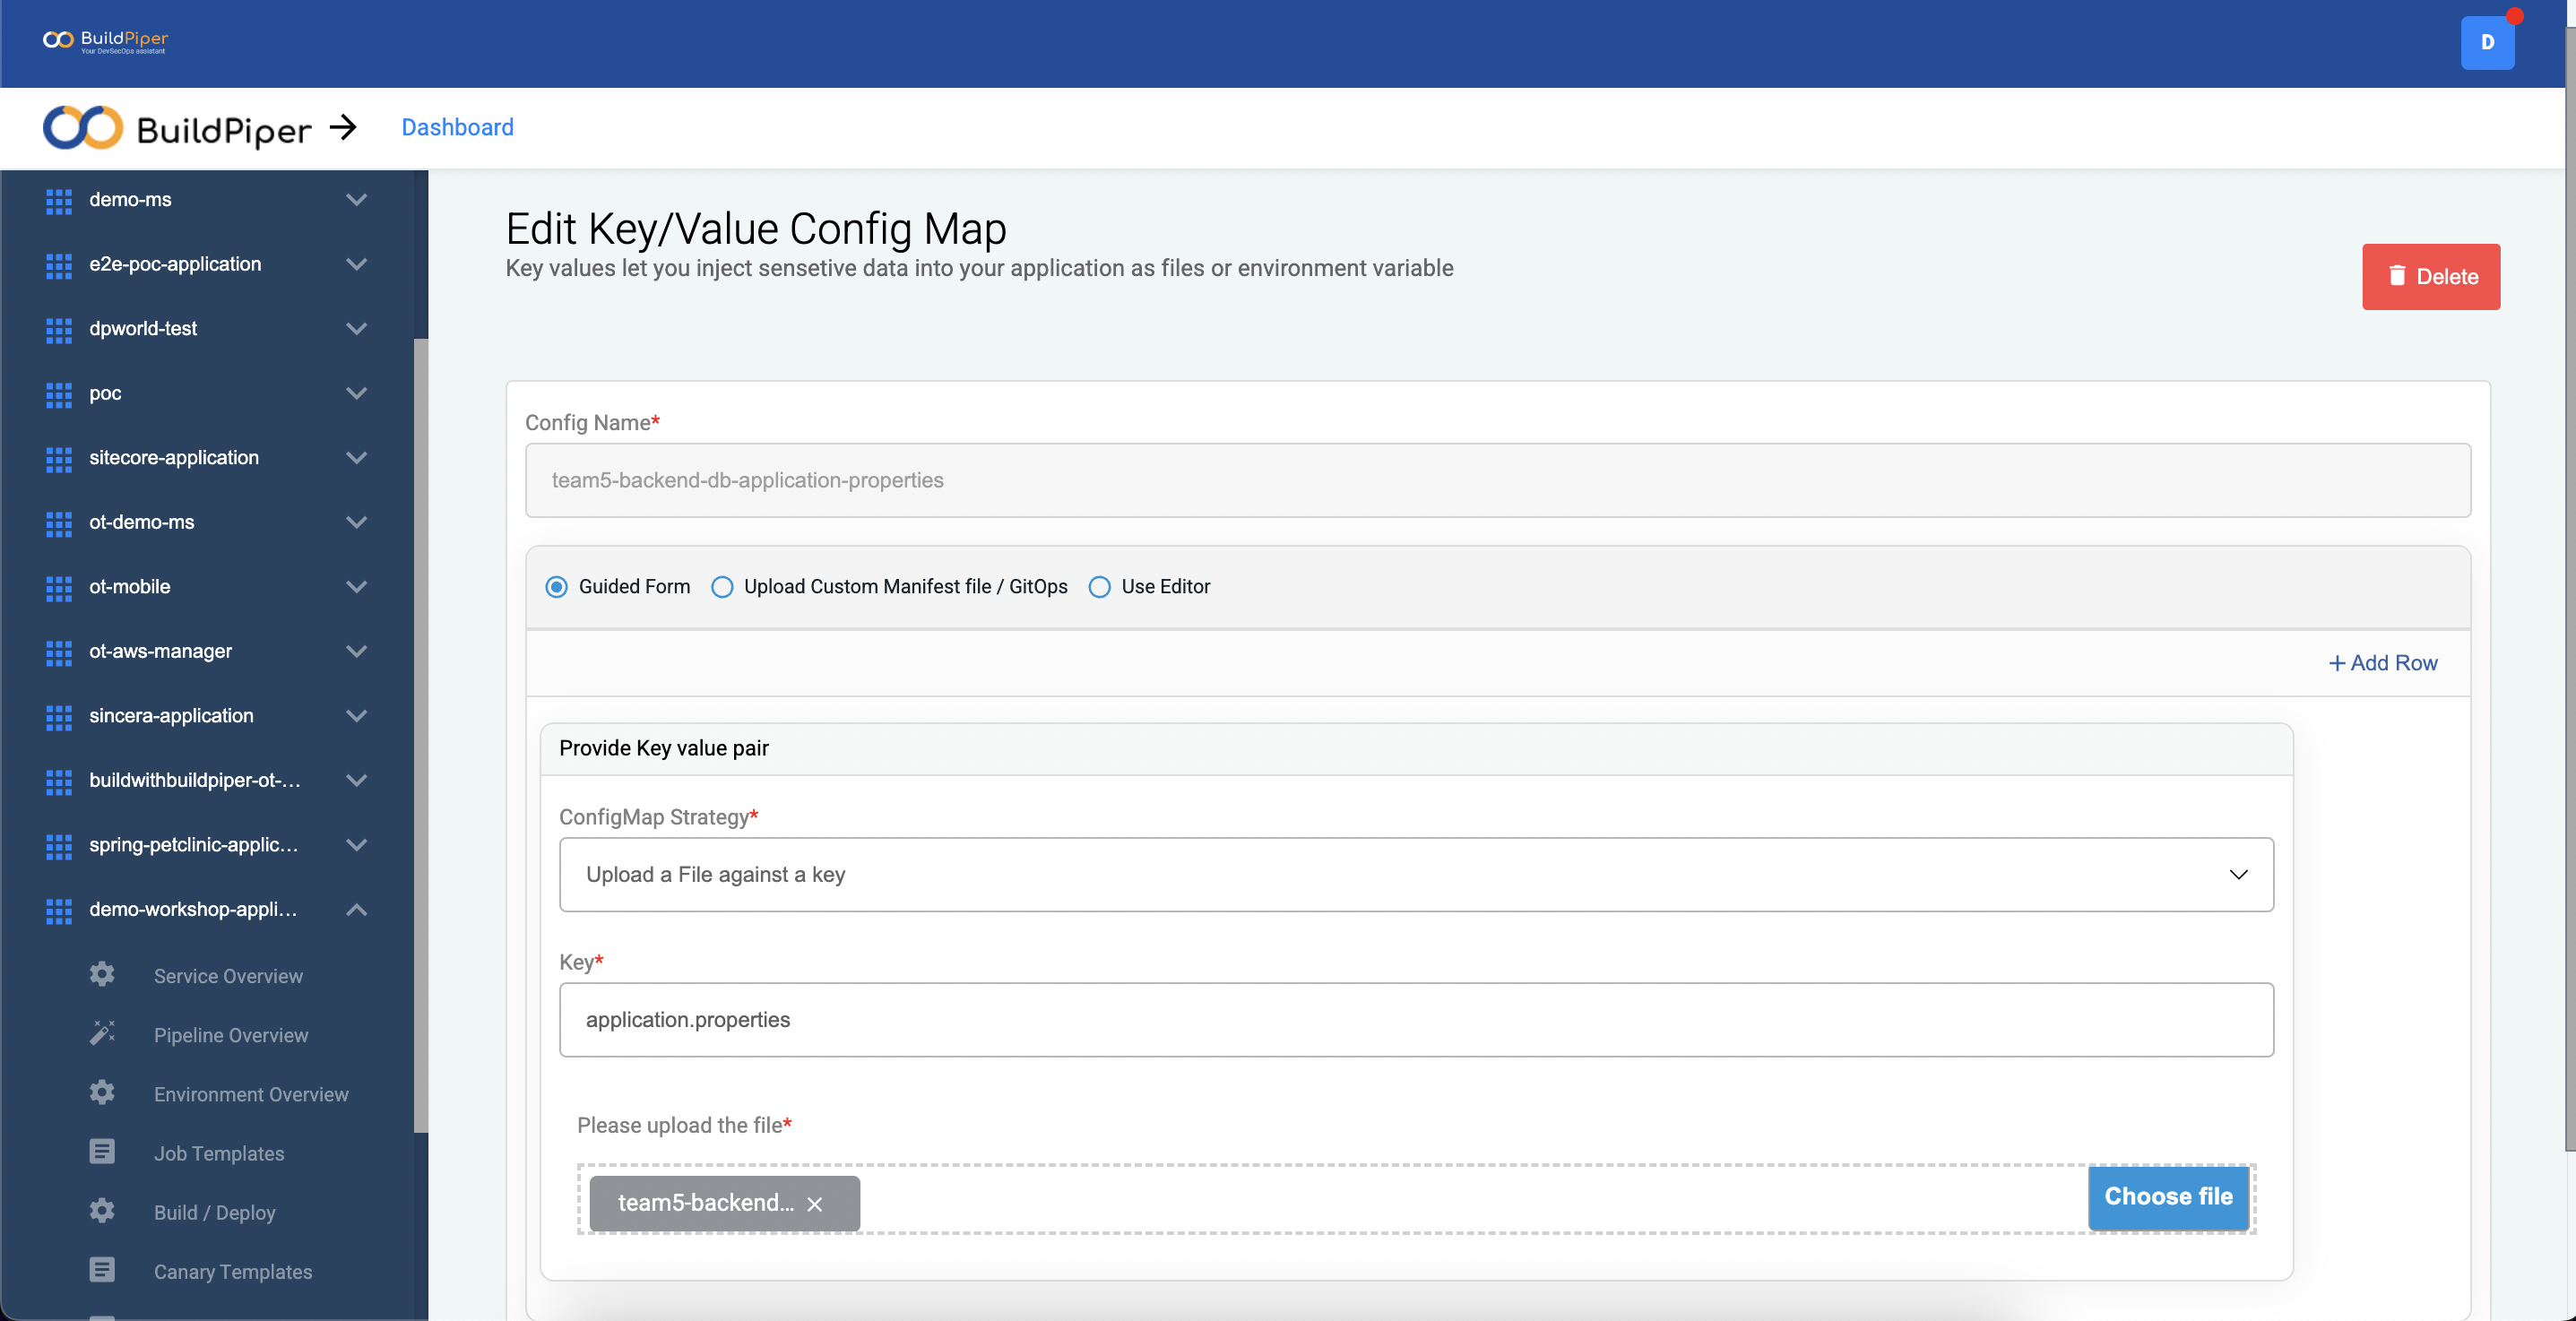 BuildPiper
Your DevSecOps assistant
D
BuildPiper
Dashboard
demo-ms
e2e-poc-application
dpworld-test
poc
sitecore-application
ot-demo-ms
ot-mobile
ot-aws-manager
sincera-application
buildwithbuildpiper-ot-...
spring-petclinic-applic...
demo-workshop-appli...
Service Overview
Pipeline Overview
Environment Overview
Job Templates
Build / Deploy
Canary Templates
Edit Key/Value Config Map
Key values let you inject sensetive data into your application as files or environment variable
Delete
Config Name*
team5-backend-db-application-properties
Guided Form Upload Custom Manifest file / GitOps Use Editor
+ Add Row
Provide Key value pair
ConfigMap Strategy*
Upload a File against a key
Key*
application.properties
Please upload the file*
team5-backend... ×
Choose file